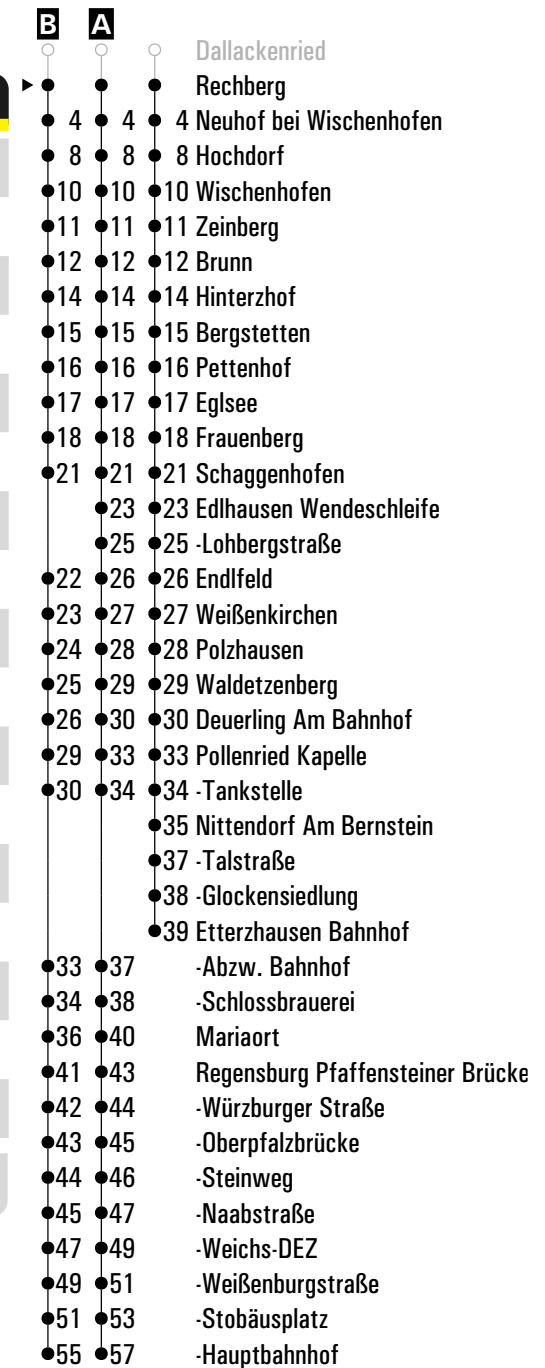 B A
Dallackenried
Rechberg
4 4 4 Neuhof bei Wischenhofen
8 8 8 Hochdorf
10 10 10 Wischenhofen
11 11 11 Zeinberg
12 12 12 Brunn
14 14 14 Hinterzhof
15 15 15 Bergstetten
16 16 16 Pettenhof
17 17 17 Eglsee
18 18 18 Frauenberg
21 21 21 Schaggenhofen
23 23 Edlhausen Wendeschleife
25 25 -Lohbergstraße
22 26 26 Endlfeld
23 27 27 Weißenkirchen
24 28 28 Polzhausen
25 29 29 Waldetzenberg
26 30 30 Deuerling Am Bahnhof
29 33 33 Pollenried Kapelle
30 34 34 -Tankstelle
35 Nittendorf Am Bernstein
37 -Talstraße
38 -Glockensiedlung
39 Etterzhausen Bahnhof
33 37 -Abzw. Bahnhof
34 38 -Schlossbrauerei
36 40 Mariaort
41 43 Regensburg Pfaffensteiner Brücke
42 44 -Würzburger Straße
43 45 -Oberpfalzbrücke
44 46 -Steinweg
45 47 -Naabstraße
47 49 -Weichs-DEZ
49 51 -Weißenburgstraße
51 53 -Stobäusplatz
55 57 -Hauptbahnhof